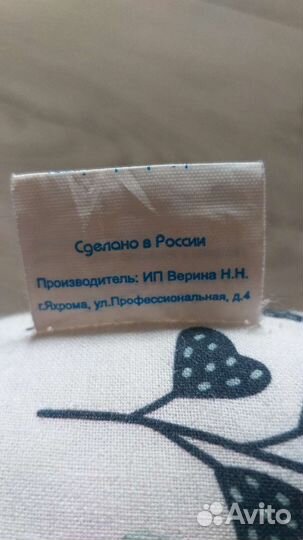 Сделано в России
Производитель: ИП Верина Н.Н.
г.Яхрома, ул.Профессиональная, д.4
Avito